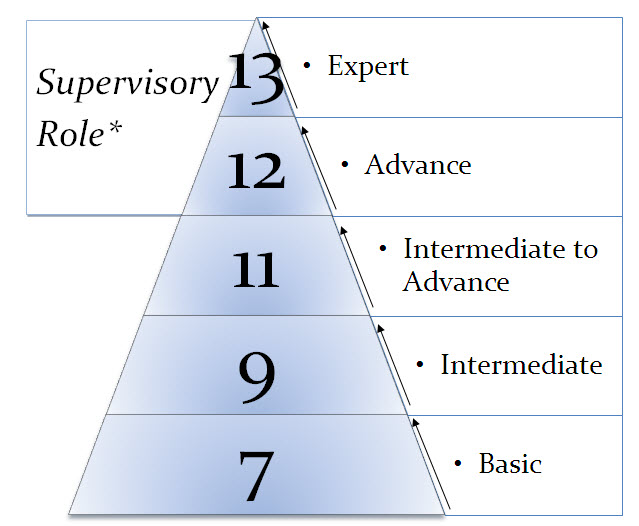 Supervisory
Role*
13
• Expert
12
• Advance
11
• Intermediate to
Advance
9
• Intermediate
7
• Basic